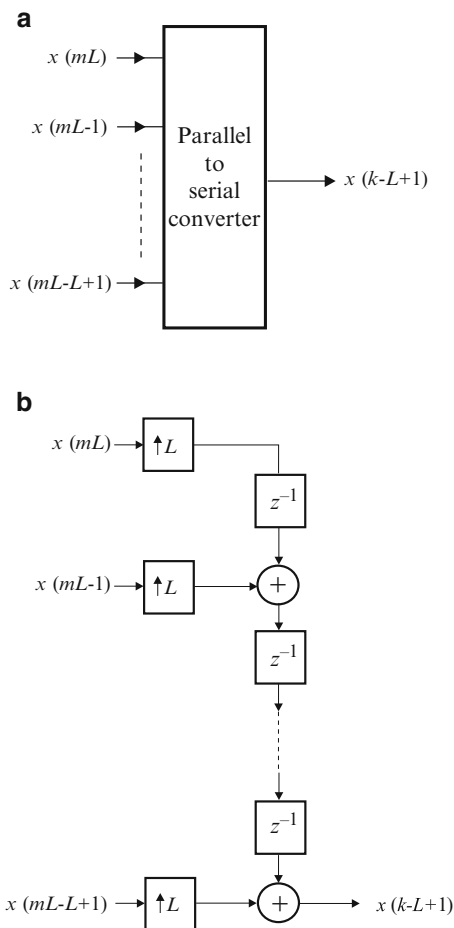 a
x (mL)
x (mL-1)
Parallel
to
serial
converter
x (k-L+1)
x (mL-L+1)
b
x (mL)
↑L
z⁻¹
x (mL-1)
↑L
+
z⁻¹
z⁻¹
x (mL-L+1)
↑L
+
x (k-L+1)